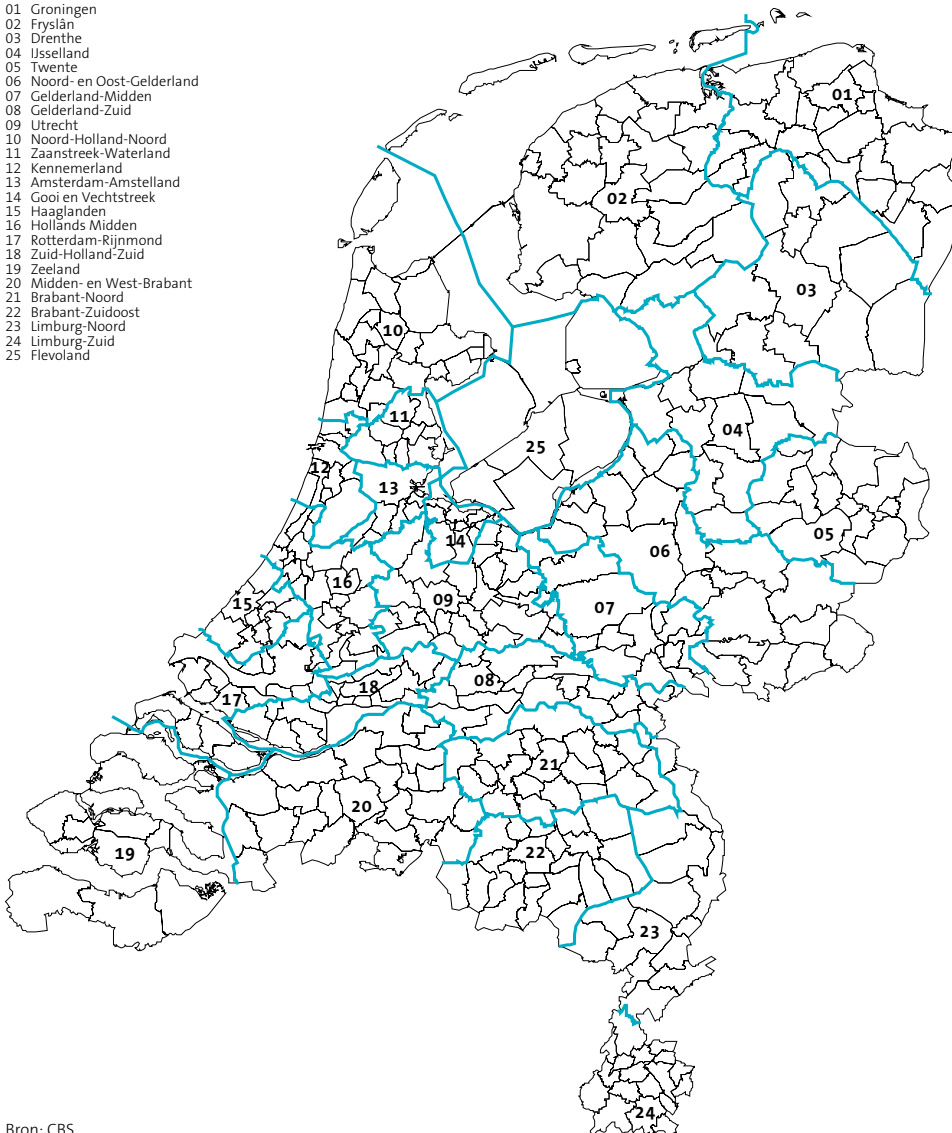 01 Groningen
02 Fryslân
03 Drenthe
04 IJsselland
05 Twente
06 Noord- en Oost-Gelderland
07 Gelderland-Midden
08 Gelderland-Zuid
09 Utrecht
10 Noord-Holland-Noord
11 Zaanstreek-Waterland
12 Kennemerland
13 Amsterdam-Amstelland
14 Gooi en Vechtstreek
15 Haaglanden
16 Hollands Midden
17 Rotterdam-Rijnmond
18 Zuid-Holland-Zuid
19 Zeeland
20 Midden- en West-Brabant
21 Brabant-Noord
22 Brabant-Zuidoost
23 Limburg-Noord
24 Limburg-Zuid
25 Flevoland
01
02
03
10
11
04
25
12
13
05
14
06
16
15
09
07
08
18
17
21
20
22
19
23
24
Bron: CBS